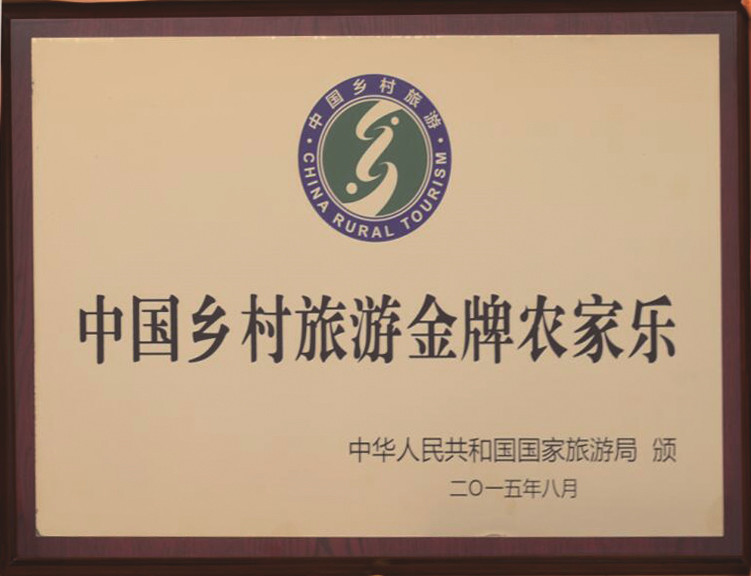 ·中国乡村旅游·
CHINA RURAL TOURISM
中国乡村旅游金牌农家乐
中华人民共和国国家旅游局 颁
二〇一五年八月